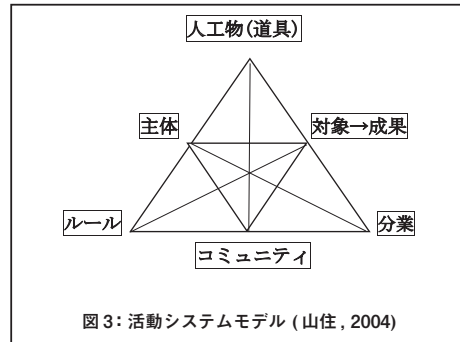 人工物(道具)
主体
対象→成果
ルール
分業
コミュニティ
図3：活動システムモデル (山住, 2004)